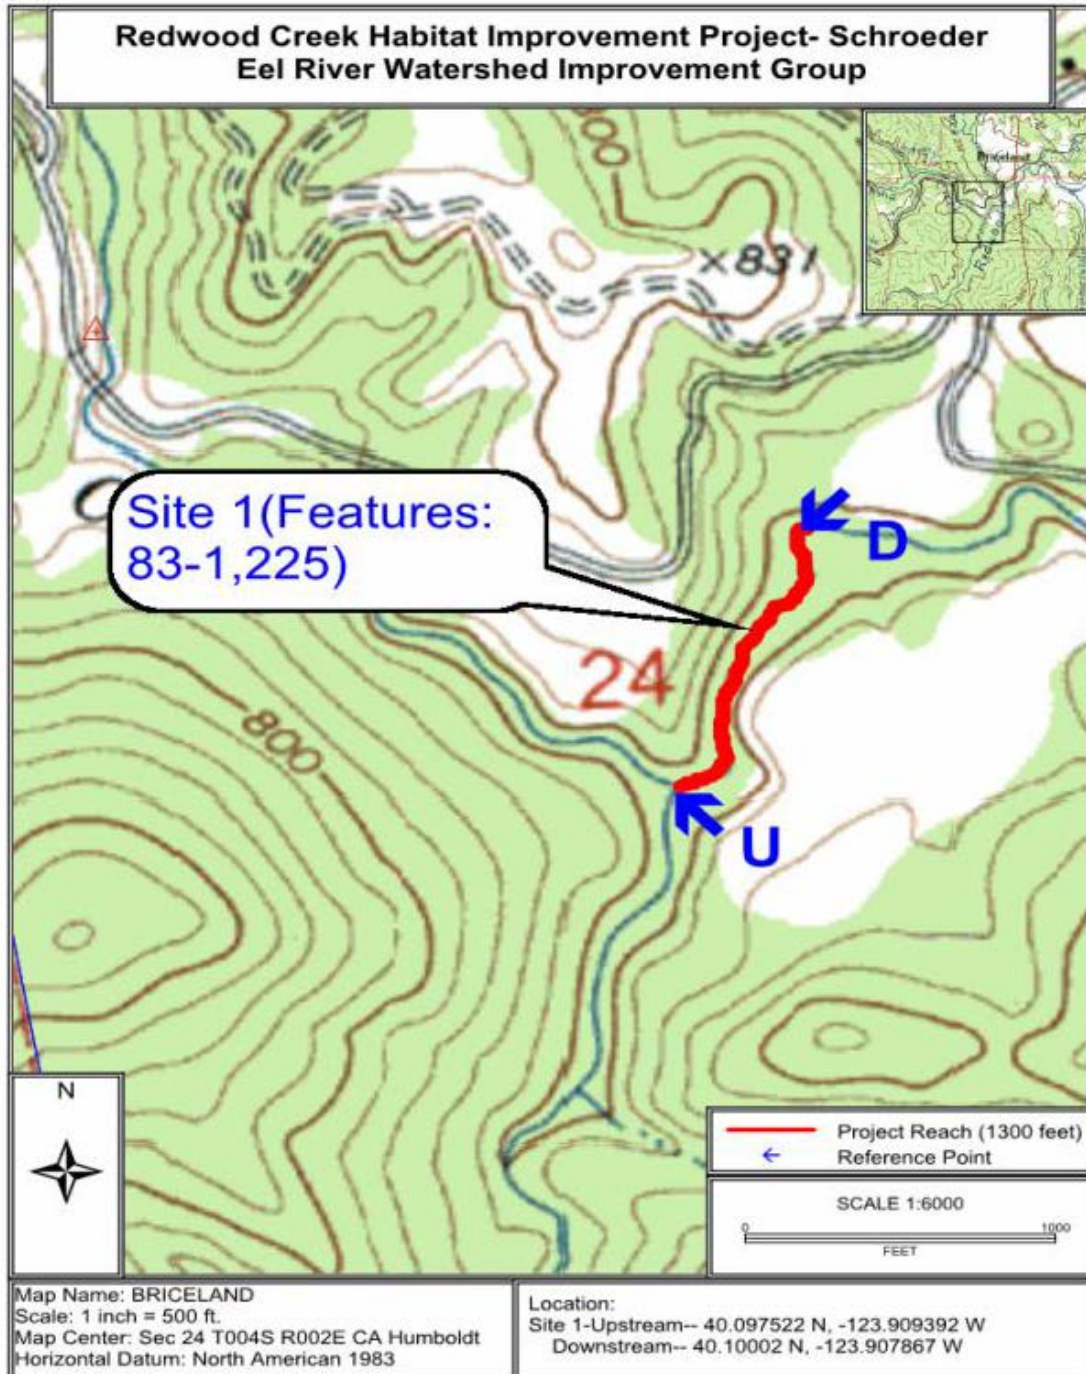 Redwood Creek Habitat Improvement Project- Schroeder
Eel River Watershed Improvement Group
Briceland
800
×831
Site 1(Features:
83-1,225)
D
24
800
U
N
Project Reach (1300 feet)
Reference Point
SCALE 1:6000
0 1000
FEET
Map Name: BRICELAND
Scale: 1 inch = 500 ft.
Map Center: Sec 24 T004S R002E CA Humboldt
Horizontal Datum: North American 1983
Location:
Site 1-Upstream-- 40.097522 N, -123.909392 W
Downstream-- 40.10002 N, -123.907867 W